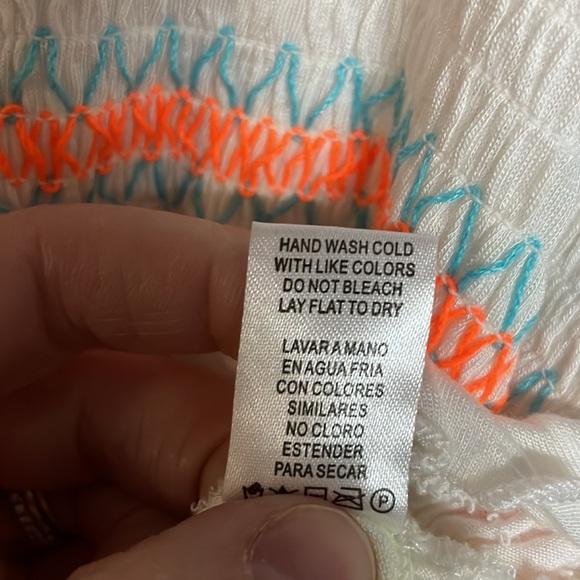 HAND WASH COLD
WITH LIKE COLORS
DO NOT BLEACH
LAY FLAT TO DRY
LAVAR A MANO
EN AGUA FRIA
CON COLORES
SIMILARES
NO CLORO
ESTENDER
PARA SECAR
P